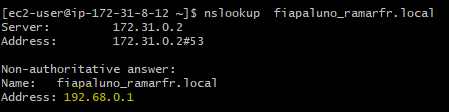 [ec2-user@ip-172-31-8-12 ~]$ nslookup  fiapaluno_ramarfr.local
Server:         172.31.0.2
Address:        172.31.0.2#53

Non-authoritative answer:
Name:   fiapaluno_ramarfr.local
Address: 192.68.0.1